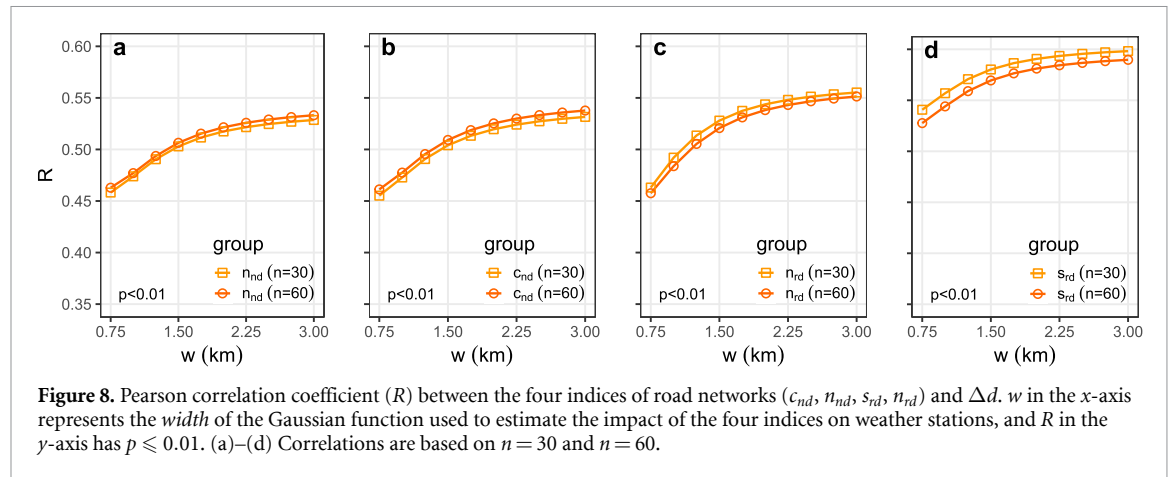 a b c d
0.60
0.55
0.50
0.45
0.40
0.35
R
group group group group
n_nd (n=30) c_nd (n=30) n_rd (n=30) s_rd (n=30)
p<0.01 n_nd (n=60) p<0.01 c_nd (n=60) p<0.01 n_rd (n=60) p<0.01 s_rd (n=60)
0.75 1.50 2.25 3.00 0.75 1.50 2.25 3.00 0.75 1.50 2.25 3.00 0.75 1.50 2.25 3.00
w (km) w (km) w (km) w (km)
Figure 8. Pearson correlation coefficient (R) between the four indices of road networks (c_nd, n_nd, s_rd, n_rd) and Δd. w in the x-axis
represents the width of the Gaussian function used to estimate the impact of the four indices on weather stations, and R in the
y-axis has p ⩽ 0.01. (a)–(d) Correlations are based on n = 30 and n = 60.